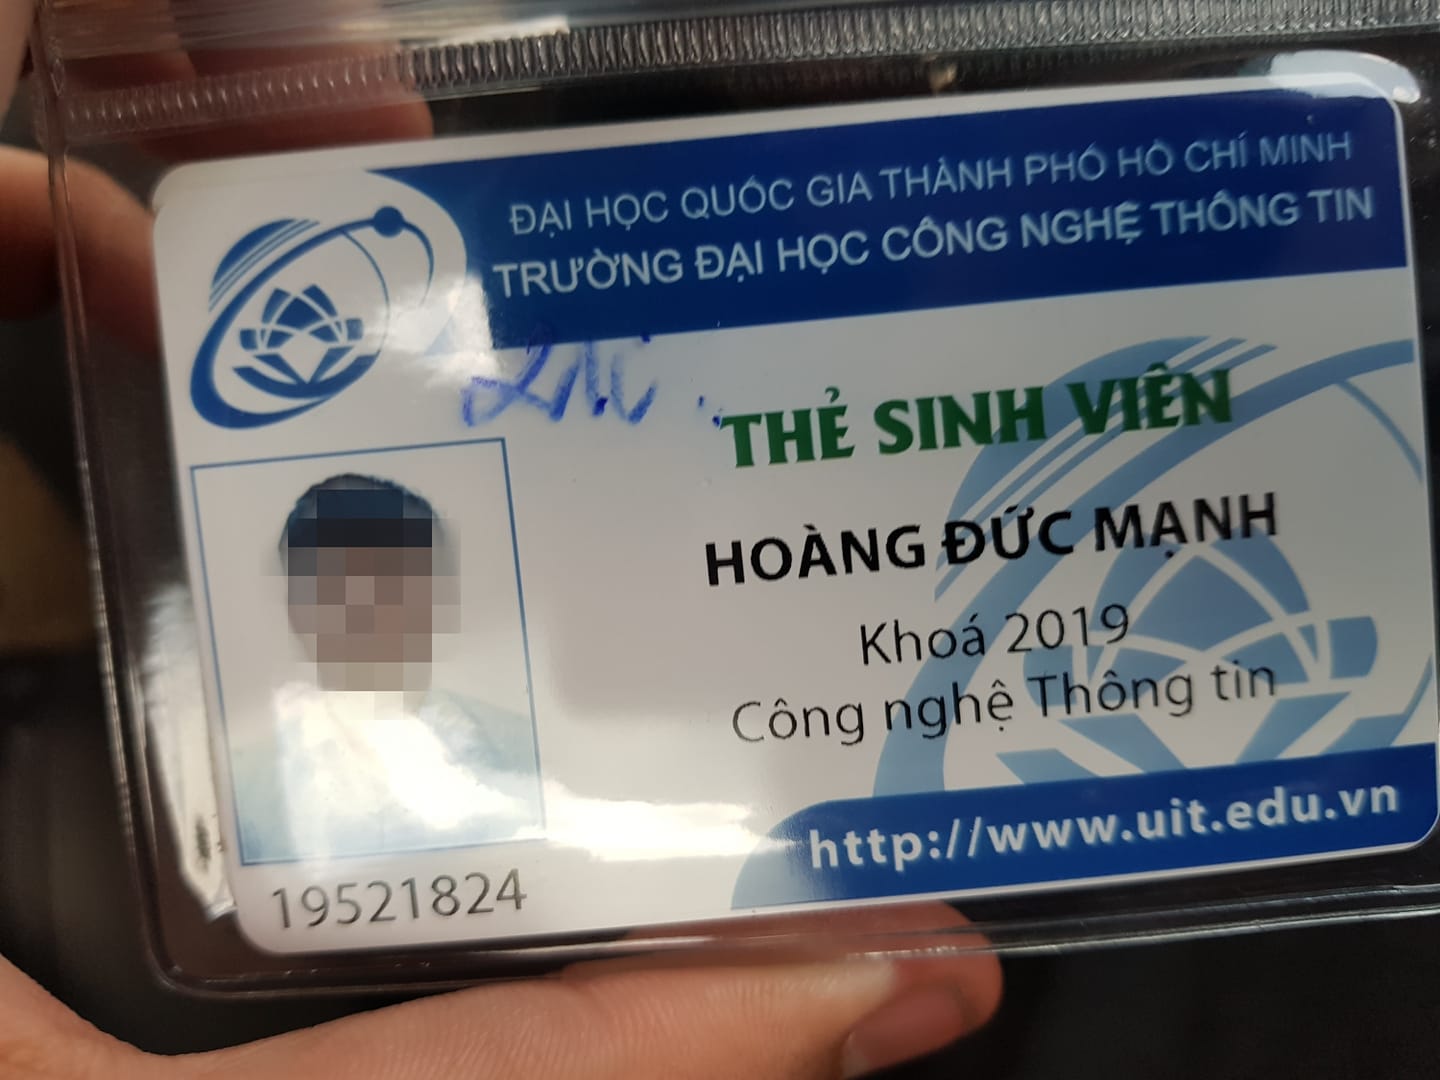 ĐẠI HỌC QUỐC GIA THÀNH PHỐ HỒ CHÍ MINH
TRƯỜNG ĐẠI HỌC CÔNG NGHỆ THÔNG TIN
THẺ SINH VIÊN
HOÀNG ĐỨC MẠNH
Khoá 2019
Công nghệ Thông tin
http://www.uit.edu.vn
19521824